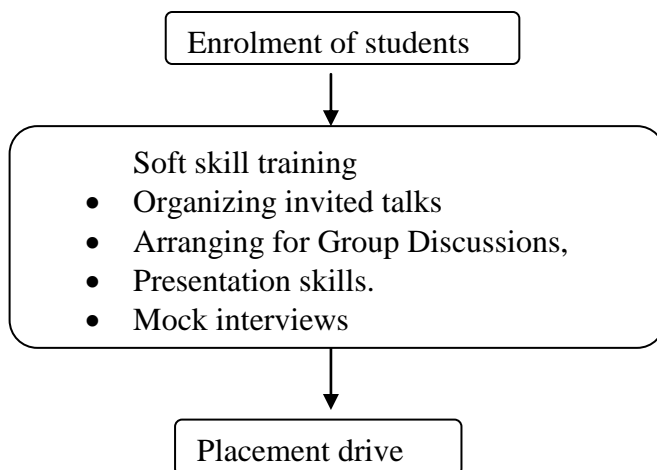 Enrolment of students
Soft skill training
• Organizing invited talks
• Arranging for Group Discussions,
• Presentation skills.
• Mock interviews
Placement drive